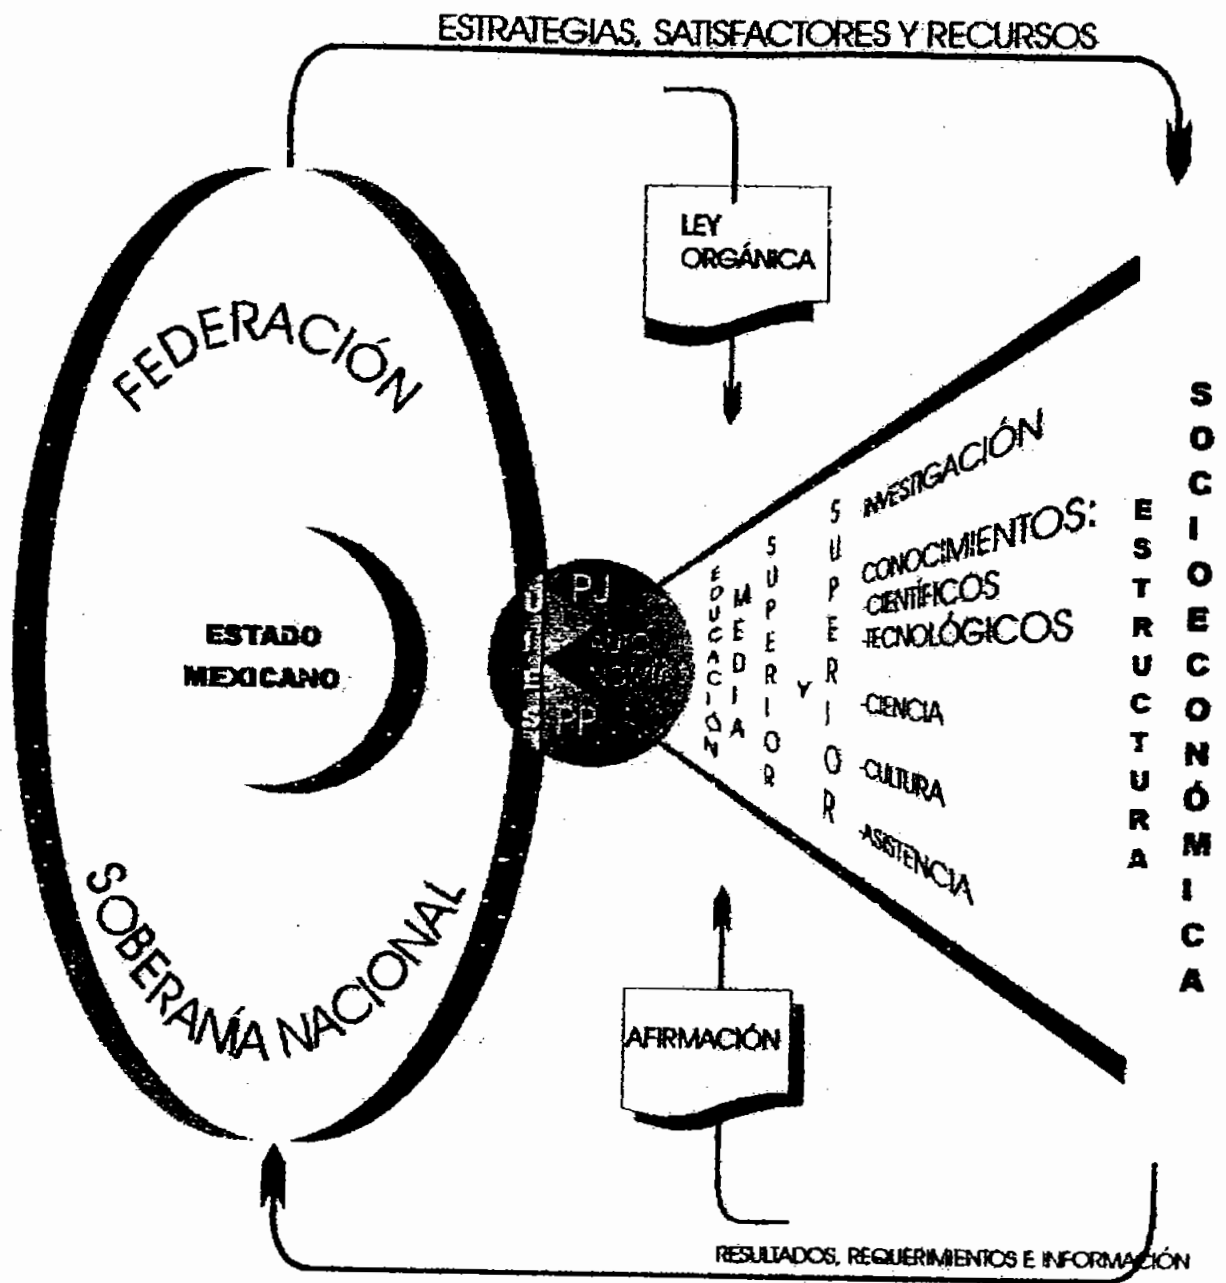 ESTRATEGIAS, SATISFACTORES Y RECURSOS
LEY
ORGÁNICA
FEDERACIÓN
ESTADO
MEXICANO
SOBERANÍA NACIONAL
PJ
PP
EDUCACIÓN
MEDIA
SUPERIOR
Y
SUPERIOR
INVESTIGACIÓN
CONOCIMIENTOS:
-CIENTÍFICOS
-TECNOLÓGICOS
-CIENCIA
-CULTURA
-ASISTENCIA
ESTRUCTURA
SOCIOECONÓMICA
AFIRMACIÓN
RESULTADOS, REQUERIMIENTOS E INFORMACIÓN